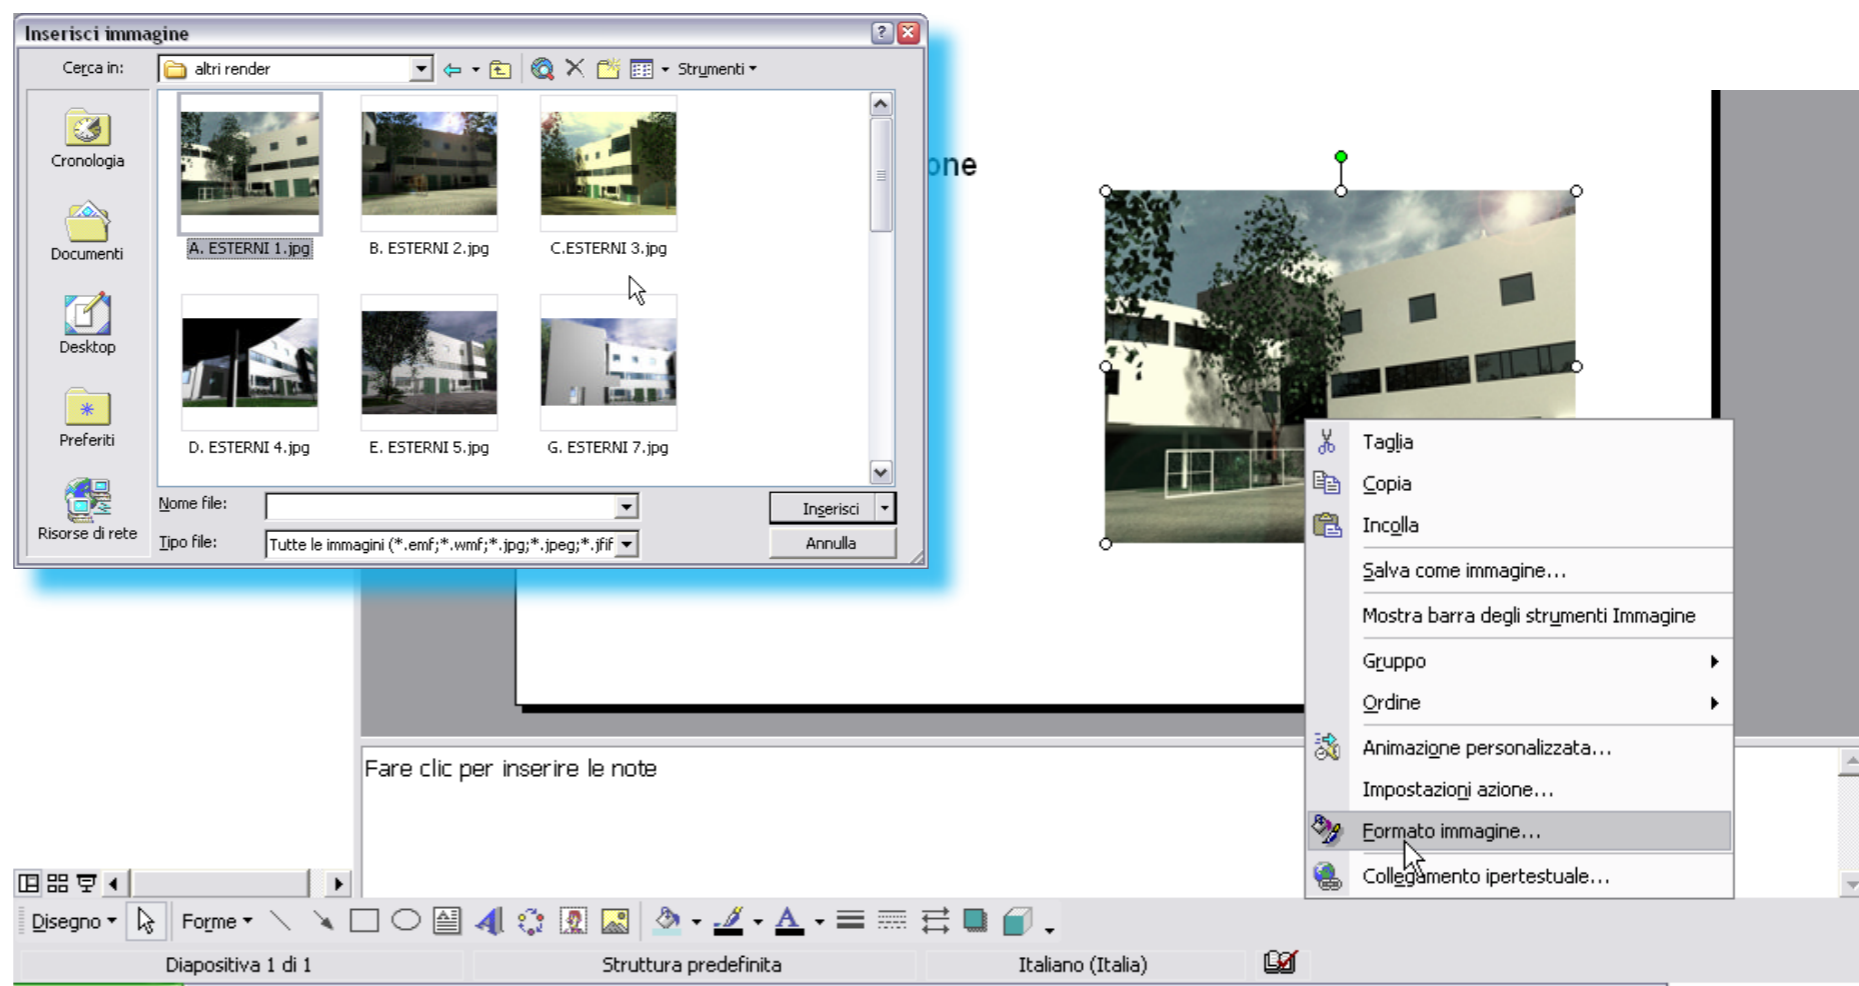 Inserisci immagine
Cerca in:
altri render
Strumenti
Cronologia
Documenti
Desktop
Preferiti
Risorse di rete
A. ESTERNI 1.jpg
B. ESTERNI 2.jpg
C.ESTERNI 3.jpg
D. ESTERNI 4.jpg
E. ESTERNI 5.jpg
G. ESTERNI 7.jpg
Nome file:
Inserisci
Tipo file:
Tutte le immagini (*.emf;*.wmf;*.jpg;*.jpeg;*.jfif
Annulla
one
Taglia
Copia
Incolla
Salva come immagine...
Mostra barra degli strumenti Immagine
Gruppo
Ordine
Animazione personalizzata...
Impostazioni azione...
Formato immagine...
Collegamento ipertestuale...
Fare clic per inserire le note
Disegno
Forme
Diapositiva 1 di 1
Struttura predefinita
Italiano (Italia)